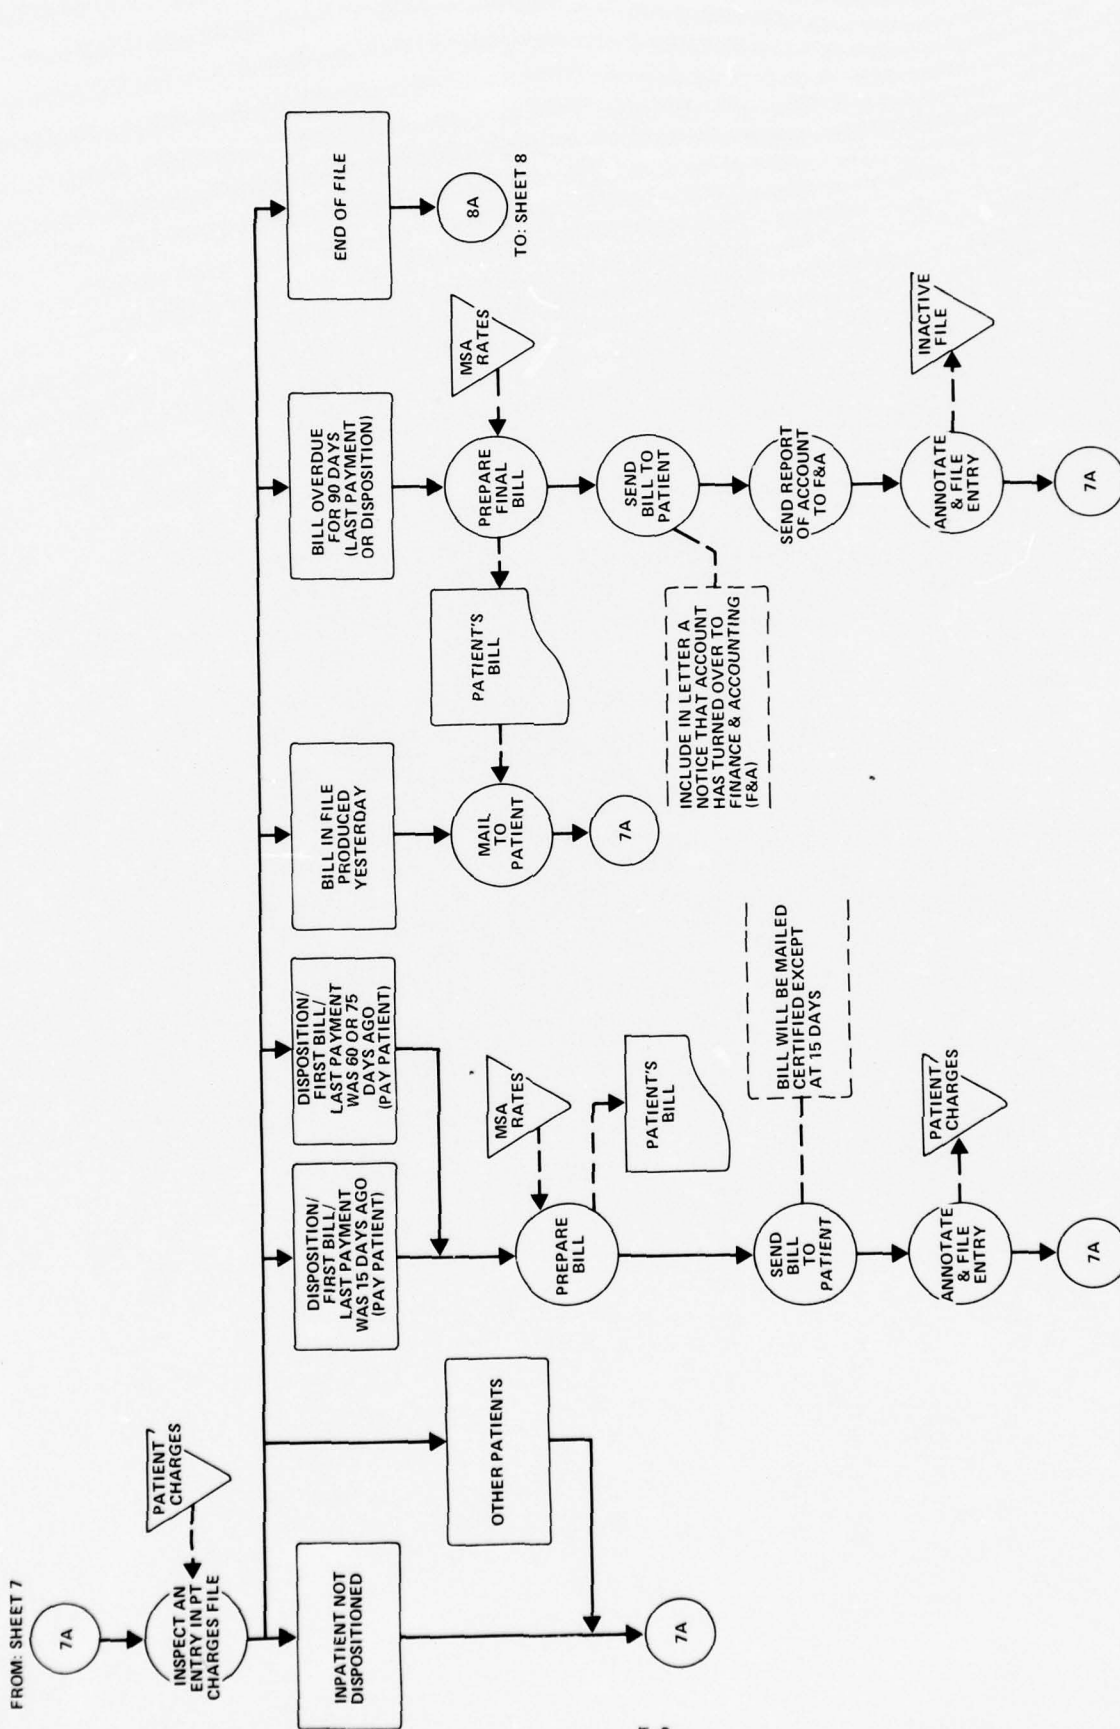 FROM: SHEET 7
7A
INSPECT AN
ENTRY IN PT
CHARGES FILE
PATIENT
CHARGES
INPATIENT NOT
DISPOSITIONED
7A
OTHER PATIENTS
DISPOSITION/
FIRST BILL/
LAST PAYMENT
WAS 15 DAYS AGO
(PAY PATIENT)
DISPOSITION/
FIRST BILL/
LAST PAYMENT
WAS 60 OR 75
DAYS AGO
(PAY PATIENT)
MSA
RATES
PREPARE
BILL
PATIENT'S
BILL
SEND
BILL
TO
PATIENT
BILL WILL BE MAILED
CERTIFIED EXCEPT
AT 15 DAYS
ANNOTATE
& FILE
ENTRY
PATIENT
CHARGES
7A
BILL IN FILE
PRODUCED
YESTERDAY
MAIL
TO
PATIENT
7A
BILL OVERDUE
FOR 90 DAYS
(LAST PAYMENT
OR DISPOSITION)
MSA
RATES
PREPARE
FINAL
BILL
PATIENT'S
BILL
SEND
BILL TO
PATIENT
INCLUDE IN LETTER A
NOTICE THAT ACCOUNT
HAS TURNED OVER TO
FINANCE & ACCOUNTING
(F&A)
SEND REPORT
OF ACCOUNT
TO F&A
ANNOTATE
& FILE
ENTRY
INACTIVE
FILE
7A
END OF FILE
8A
TO: SHEET 8